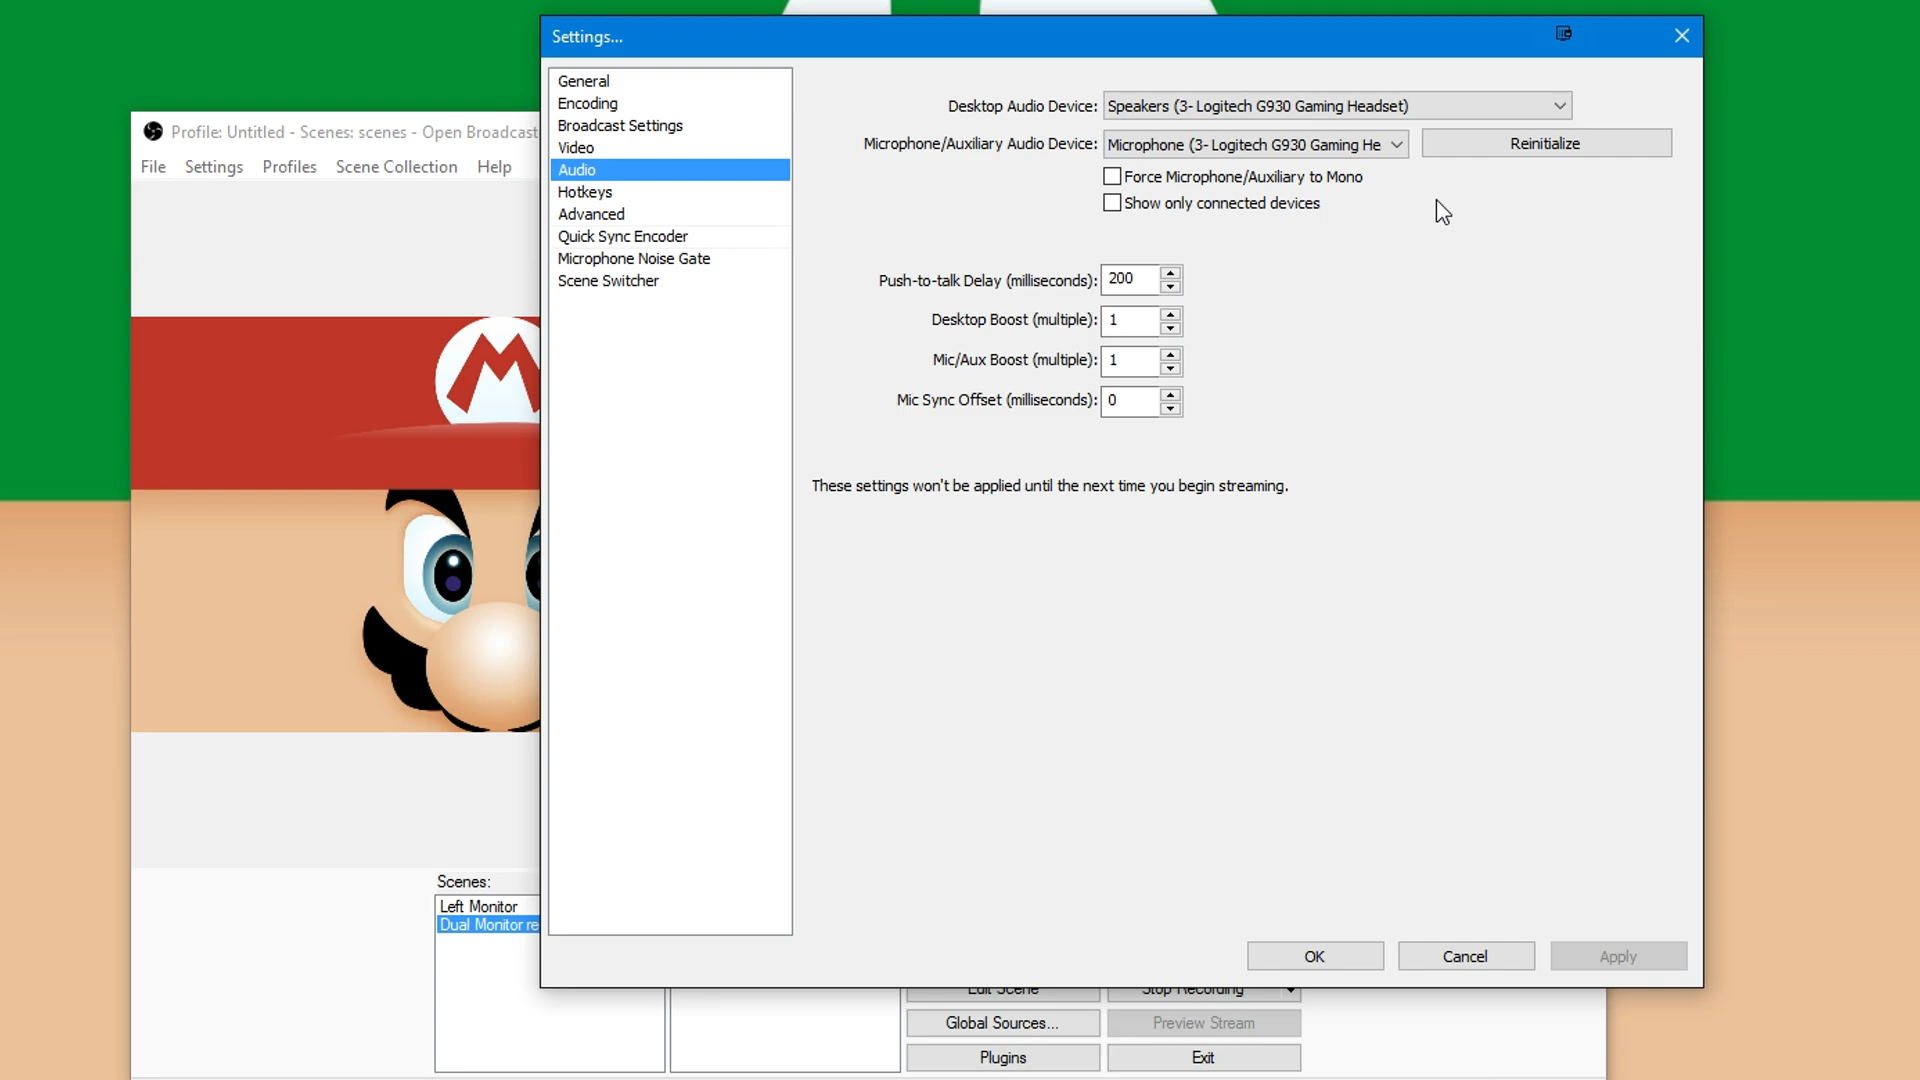 Settings...
General
Encoding
Broadcast Settings
Video
Audio
Hotkeys
Advanced
Quick Sync Encoder
Microphone Noise Gate
Scene Switcher
Desktop Audio Device: Speakers (3- Logitech G930 Gaming Headset)
Microphone/Auxiliary Audio Device: Microphone (3- Logitech G930 Gaming He Reinitialize
Force Microphone/Auxiliary to Mono
Show only connected devices
Push-to-talk Delay (milliseconds): 200
Desktop Boost (multiple): 1
Mic/Aux Boost (multiple): 1
Mic Sync Offset (milliseconds): 0
These settings won't be applied until the next time you begin streaming.
OK Cancel Apply
Profile: Untitled - Scenes: scenes - Open Broadcast
File Settings Profiles Scene Collection Help
M
Scenes:
Left Monitor
Dual Monitor re
Edit Scene Stop Recording
Global Sources... Preview Stream
Plugins Exit